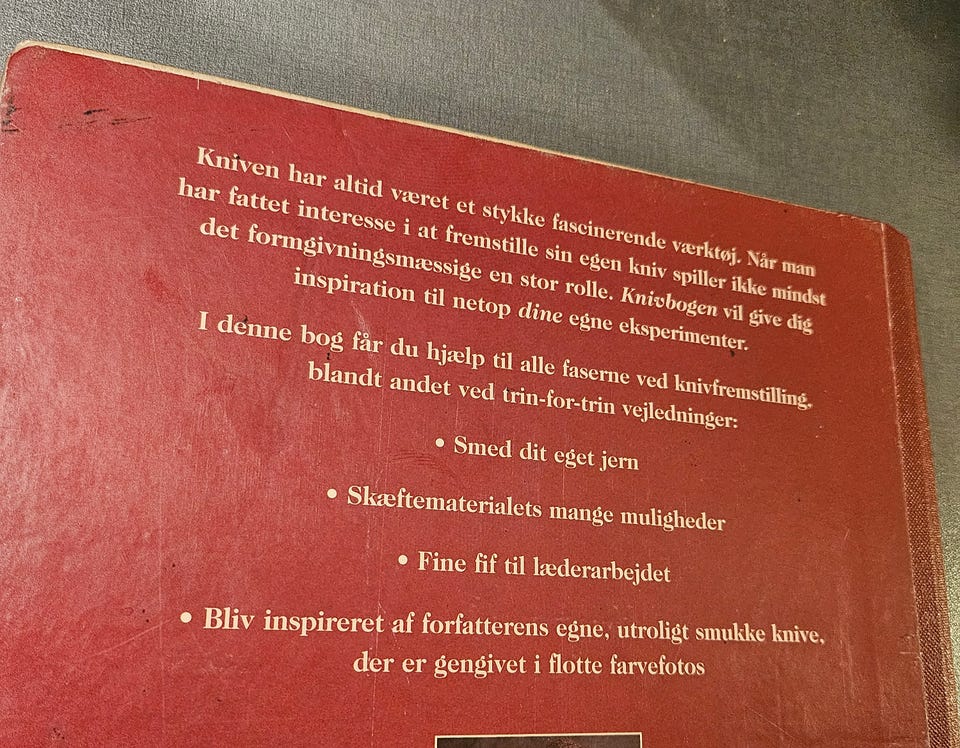 Kniven har altid været et stykke fascinerende værktøj. Når man
har fattet interesse i at fremstille sin egen kniv spiller ikke mindst
det formgivningsmæssige en stor rolle. Knivbogen vil give dig
inspiration til netop dine egne eksperimenter.
I denne bog får du hjælp til alle faserne ved knivfremstilling,
blandt andet ved trin-for-trin vejledninger:
• Smed dit eget jern
• Skæftematerialets mange muligheder
• Fine fif til læderarbejdet
• Bliv inspireret af forfatterens egne, utroligt smukke knive,
der er gengivet i flotte farvefotos